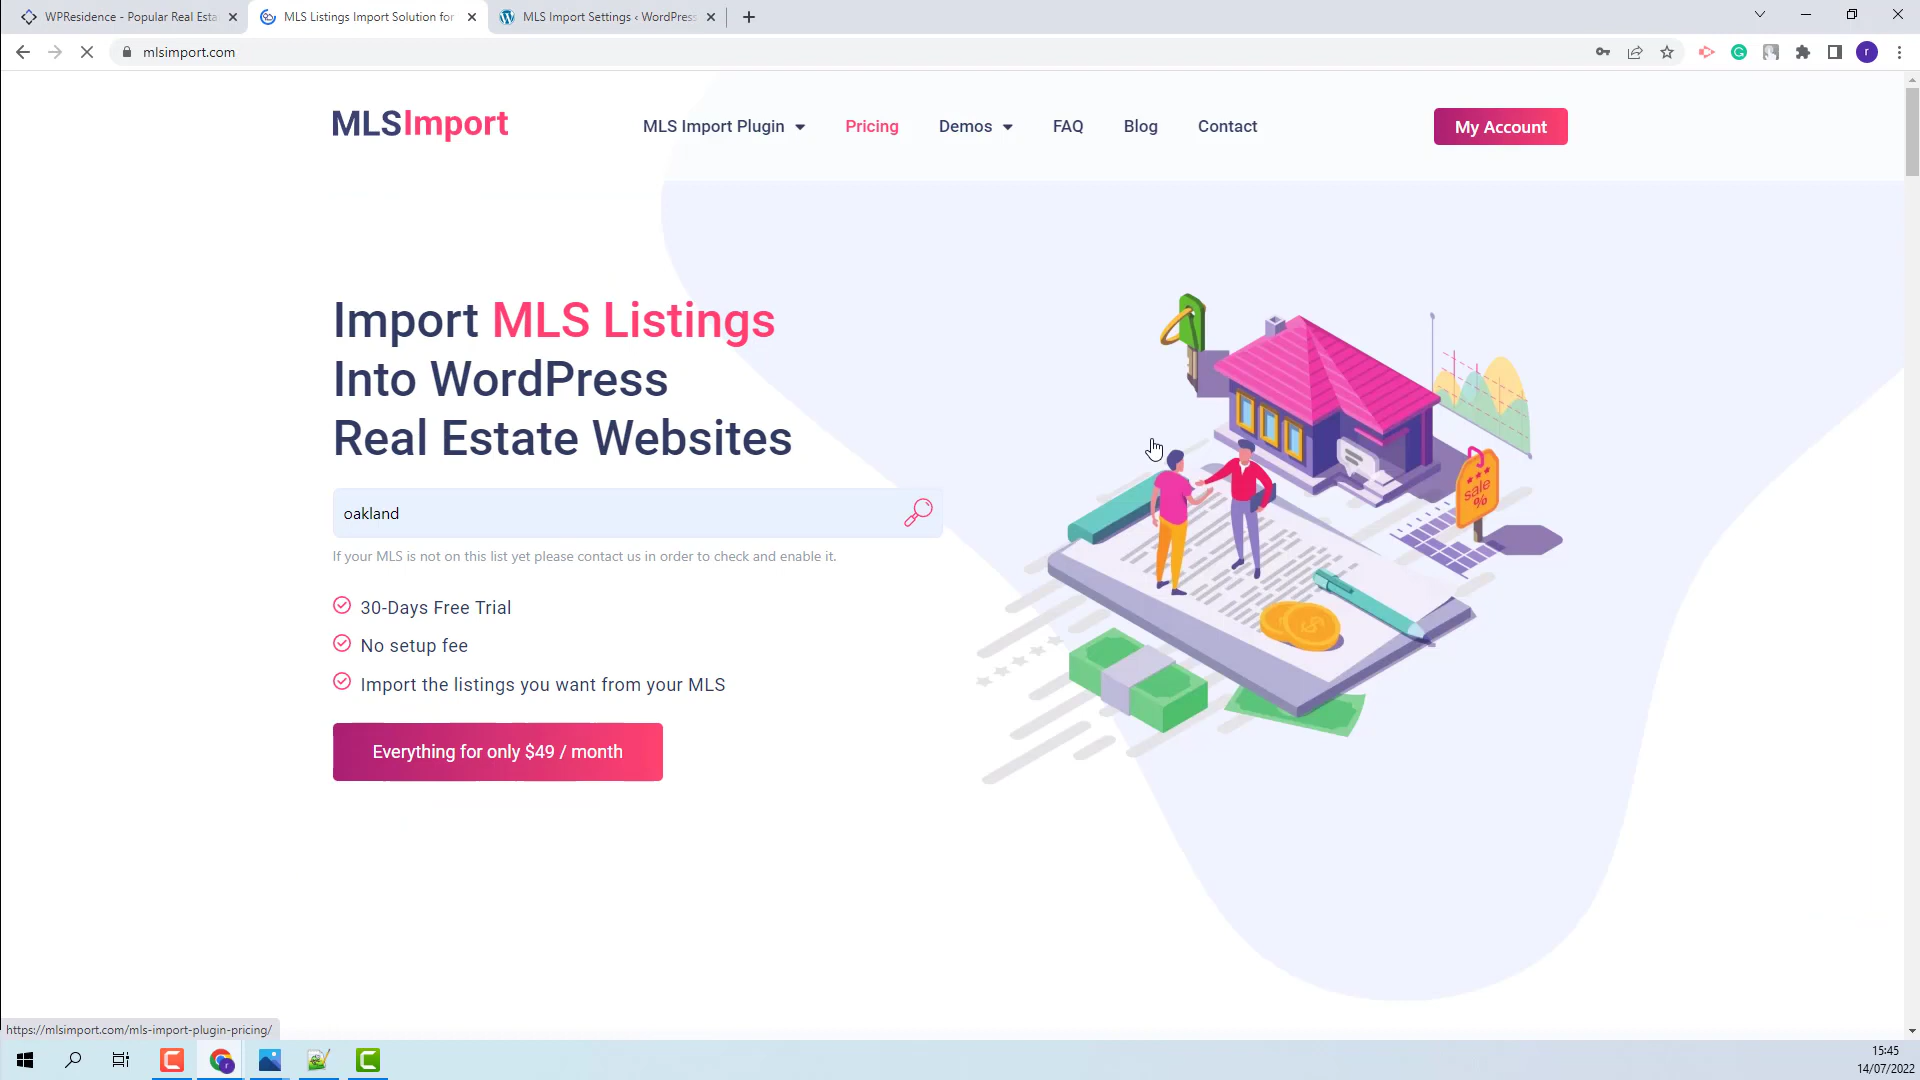 WPResidence - Popular Real Esta
MLS Listings Import Solution for
MLS Import Settings ‹ WordPress
mlsimport.com
r
MLSImport
MLS Import Plugin
Pricing
Demos
FAQ
Blog
Contact
My Account
Import MLS Listings
Into WordPress
Real Estate Websites
oakland
If your MLS is not on this list yet please contact us in order to check and enable it.
30-Days Free Trial
No setup fee
Import the listings you want from your MLS
Everything for only $49 / month
sale
%
https://mlsimport.com/mls-import-plugin-pricing/
15:45
14/07/2022